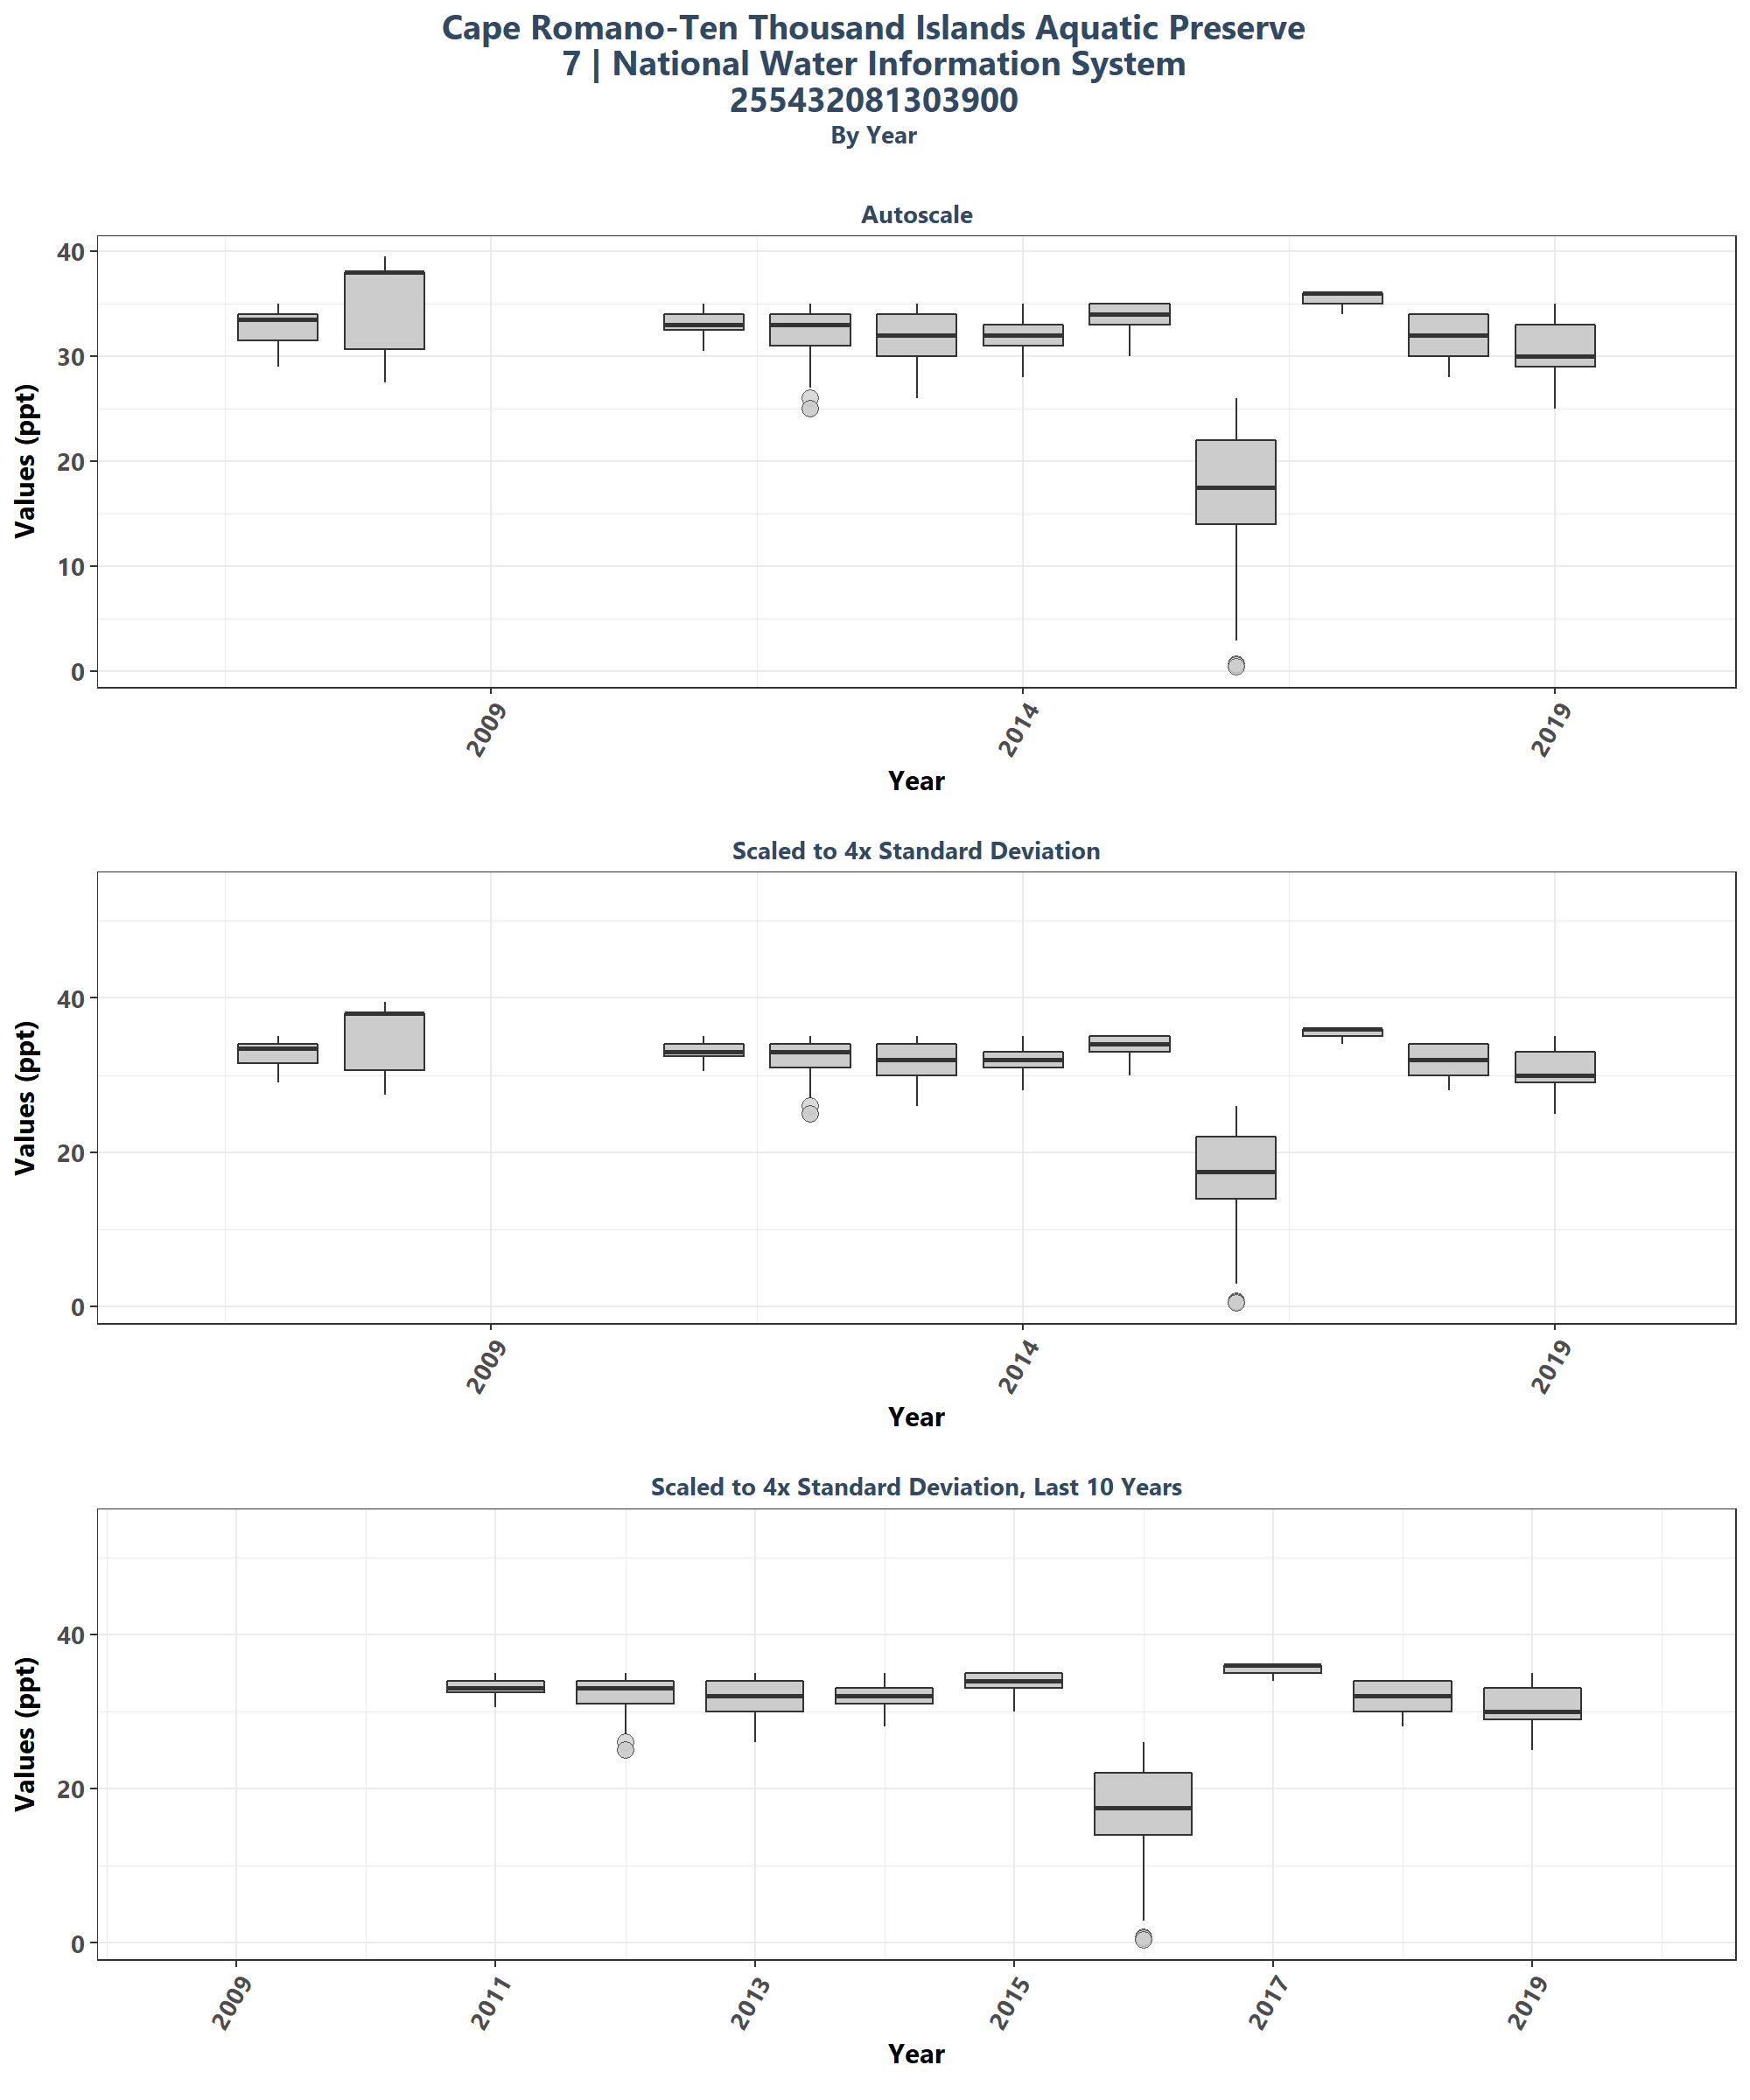 Cape Romano-Ten Thousand Islands Aquatic Preserve
7 | National Water Information System
255432081303900
By Year
Autoscale
Values (ppt)
40
30
20
10
0
2009
2014
2019
Year
Scaled to 4x Standard Deviation
Values (ppt)
40
20
0
2009
2014
2019
Year
Scaled to 4x Standard Deviation, Last 10 Years
Values (ppt)
40
20
0
2009
2011
2013
2015
2017
2019
Year